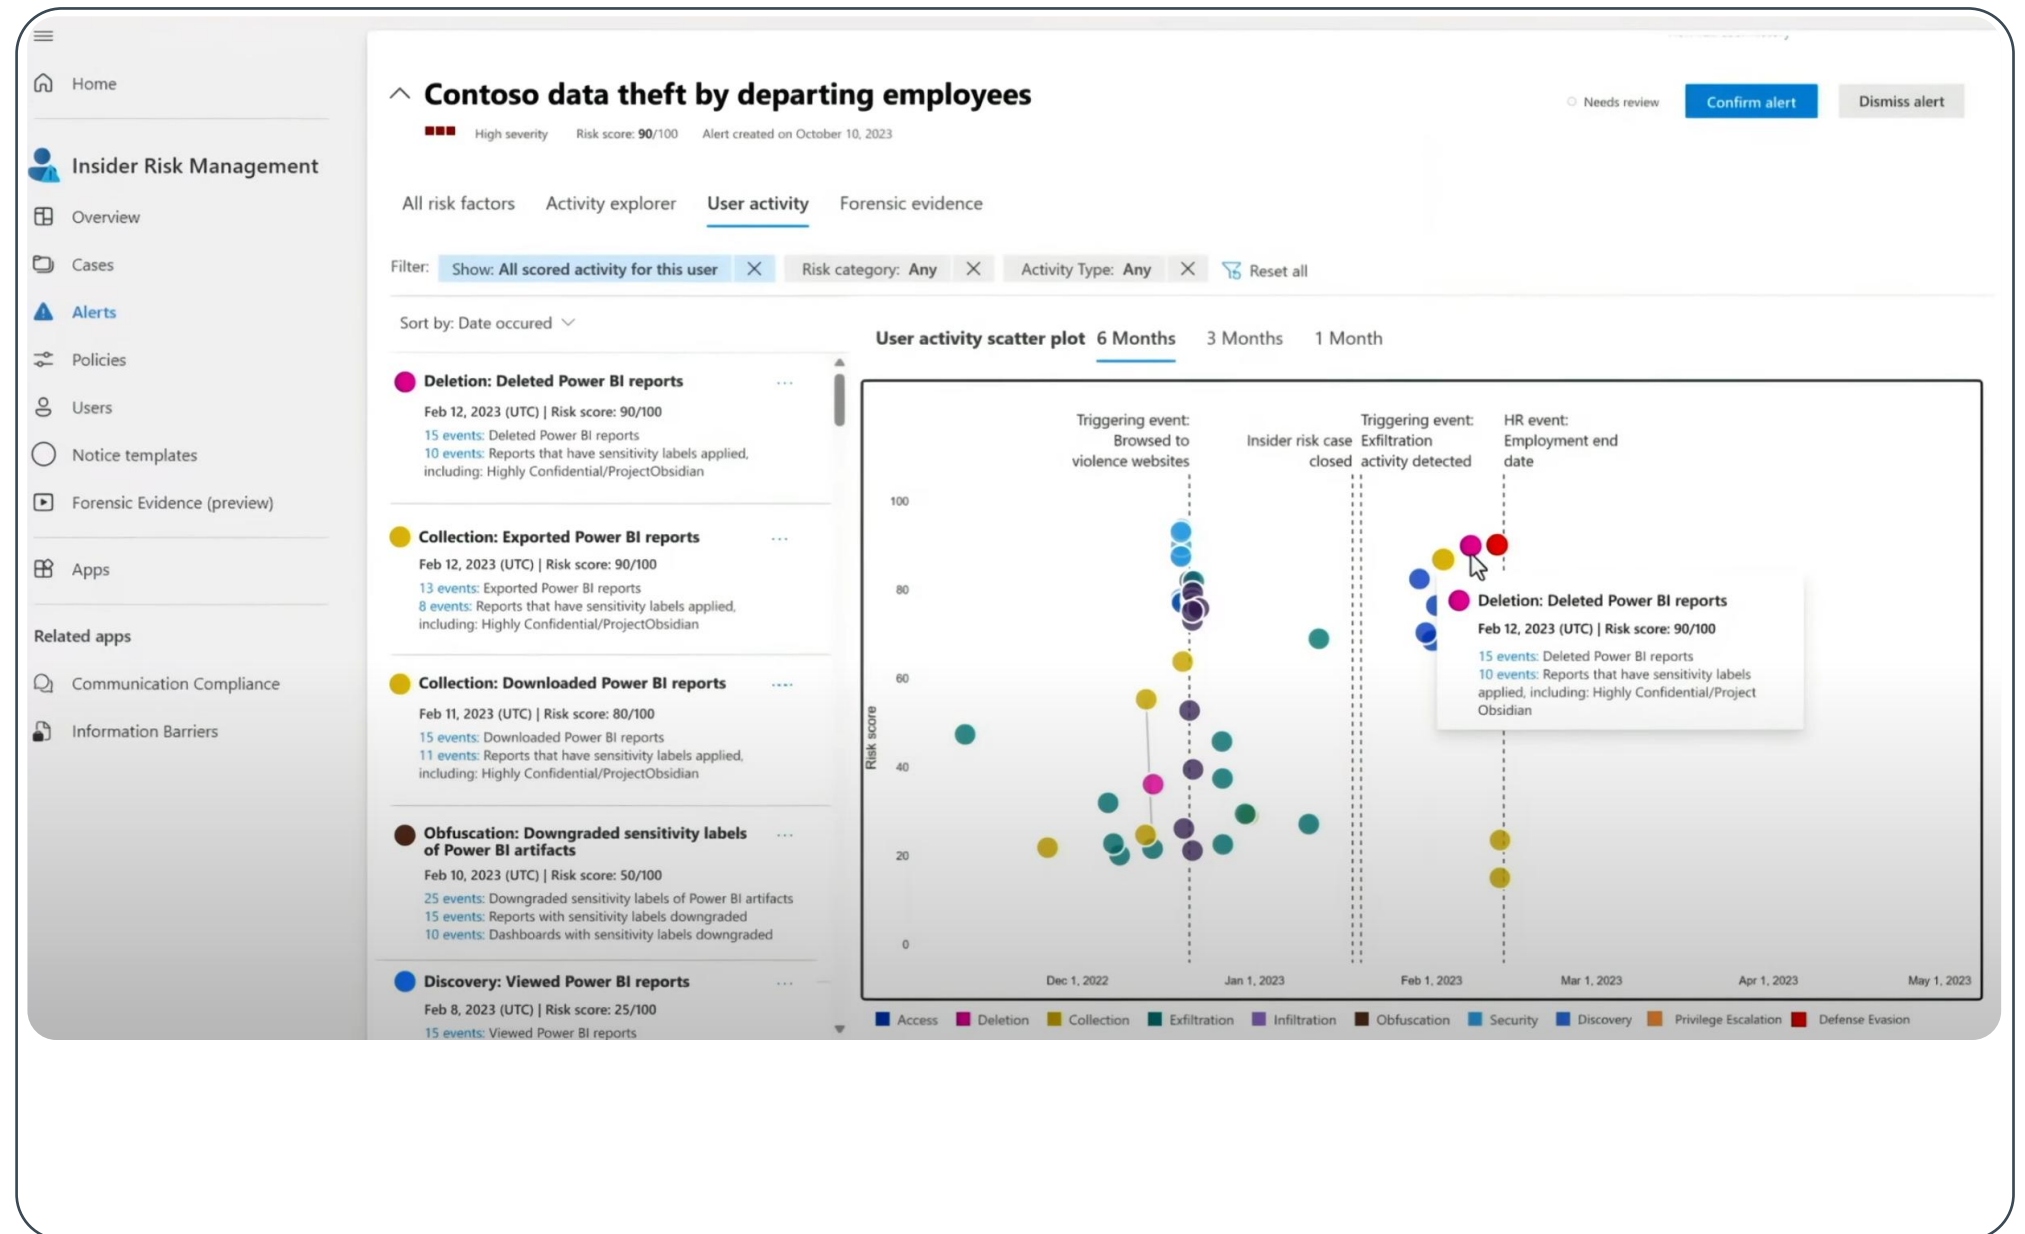 Home
Insider Risk Management
Overview
Cases
Alerts
Policies
Users
Notice templates
Forensic Evidence (preview)
Apps
Related apps
Communication Compliance
Information Barriers
Contoso data theft by departing employees
High severity Risk score: 90/100 Alert created on October 10, 2023
Needs review Confirm alert Dismiss alert
All risk factors Activity explorer User activity Forensic evidence
Filter: Show: All scored activity for this user Risk category: Any Activity Type: Any Reset all
Sort by: Date occured
Deletion: Deleted Power BI reports
Feb 12, 2023 (UTC) | Risk score: 90/100
15 events: Deleted Power BI reports
10 events: Reports that have sensitivity labels applied,
including: Highly Confidential/ProjectObsidian
Collection: Exported Power BI reports
Feb 12, 2023 (UTC) | Risk score: 90/100
13 events: Exported Power BI reports
8 events: Reports that have sensitivity labels applied,
including: Highly Confidential/ProjectObsidian
Collection: Downloaded Power BI reports
Feb 11, 2023 (UTC) | Risk score: 80/100
15 events: Downloaded Power BI reports
11 events: Reports that have sensitivity labels applied,
including: Highly Confidential/ProjectObsidian
Obfuscation: Downgraded sensitivity labels
of Power BI artifacts
Feb 10, 2023 (UTC) | Risk score: 50/100
25 events: Downgraded sensitivity labels of Power BI artifacts
15 events: Reports with sensitivity labels downgraded
10 events: Dashboards with sensitivity labels downgraded
Discovery: Viewed Power BI reports
Feb 8, 2023 (UTC) | Risk score: 25/100
15 events: Viewed Power BI reports
User activity scatter plot 6 Months 3 Months 1 Month
Triggering event:
Browsed to
violence websites
Insider risk case
closed
Triggering event:
Exfiltration
activity detected
HR event:
Employment end
date
100
80
60
40
20
0
Risk score
Deletion: Deleted Power BI reports
Feb 12, 2023 (UTC) | Risk score: 90/100
15 events: Deleted Power BI reports
10 events: Reports that have sensitivity labels
applied, including: Highly Confidential/Project
Obsidian
Dec 1, 2022 Jan 1, 2023 Feb 1, 2023 Mar 1, 2023 Apr 1, 2023 May 1, 2023
Access Deletion Collection Exfiltration Infiltration Obfuscation Security Discovery Privilege Escalation Defense Evasion